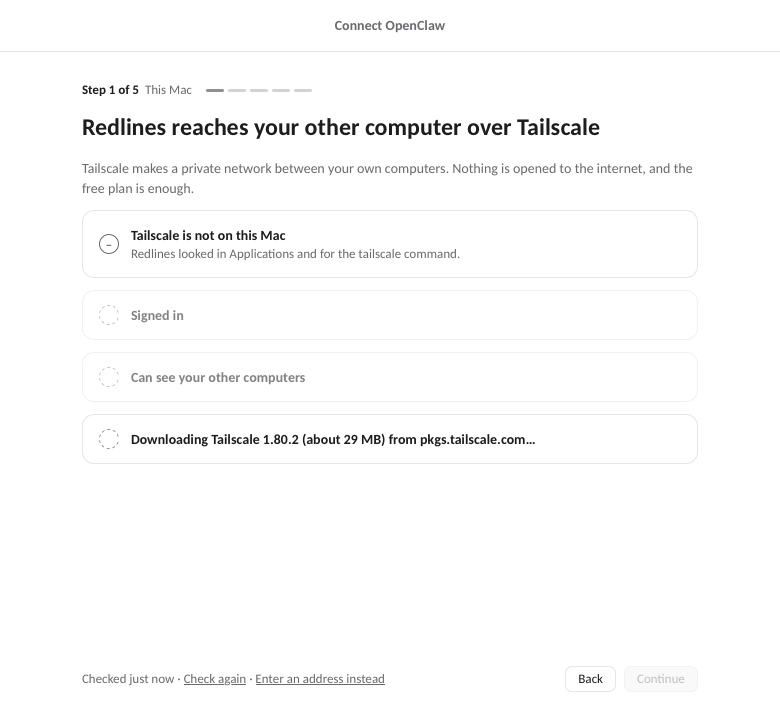 Connect OpenClaw
Step 1 of 5 This Mac
Redlines reaches your other computer over Tailscale
Tailscale makes a private network between your own computers. Nothing is opened to the internet, and the
free plan is enough.
Tailscale is not on this Mac
Redlines looked in Applications and for the tailscale command.
Signed in
Can see your other computers
Downloading Tailscale 1.80.2 (about 29 MB) from pkgs.tailscale.com…
Checked just now · Check again · Enter an address instead
Back
Continue